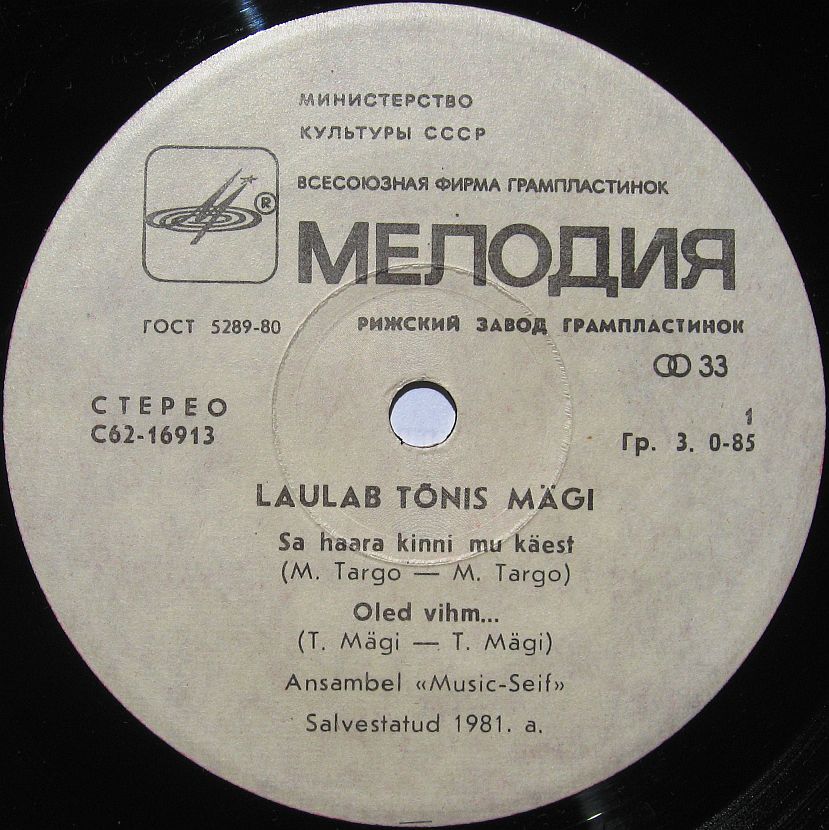 МИНИСТЕРСТВО
КУЛЬТУРЫ СССР
ВСЕСОЮЗНАЯ ФИРМА ГРАМПЛАСТИНОК
®
МЕЛОДИЯ
ГОСТ 5289-80
РИЖСКИЙ ЗАВОД ГРАМПЛАСТИНОК
33
СТЕРЕО
1
С62-16913
Гр. 3. 0-85
LAULAB TÕNIS MÄGI
Sa haara kinni mu käest
(M. Targo — M. Targo)
Oled vihm...
(T. Mägi — T. Mägi)
Ansambel «Music-Seif»
Salvestatud 1981. a.